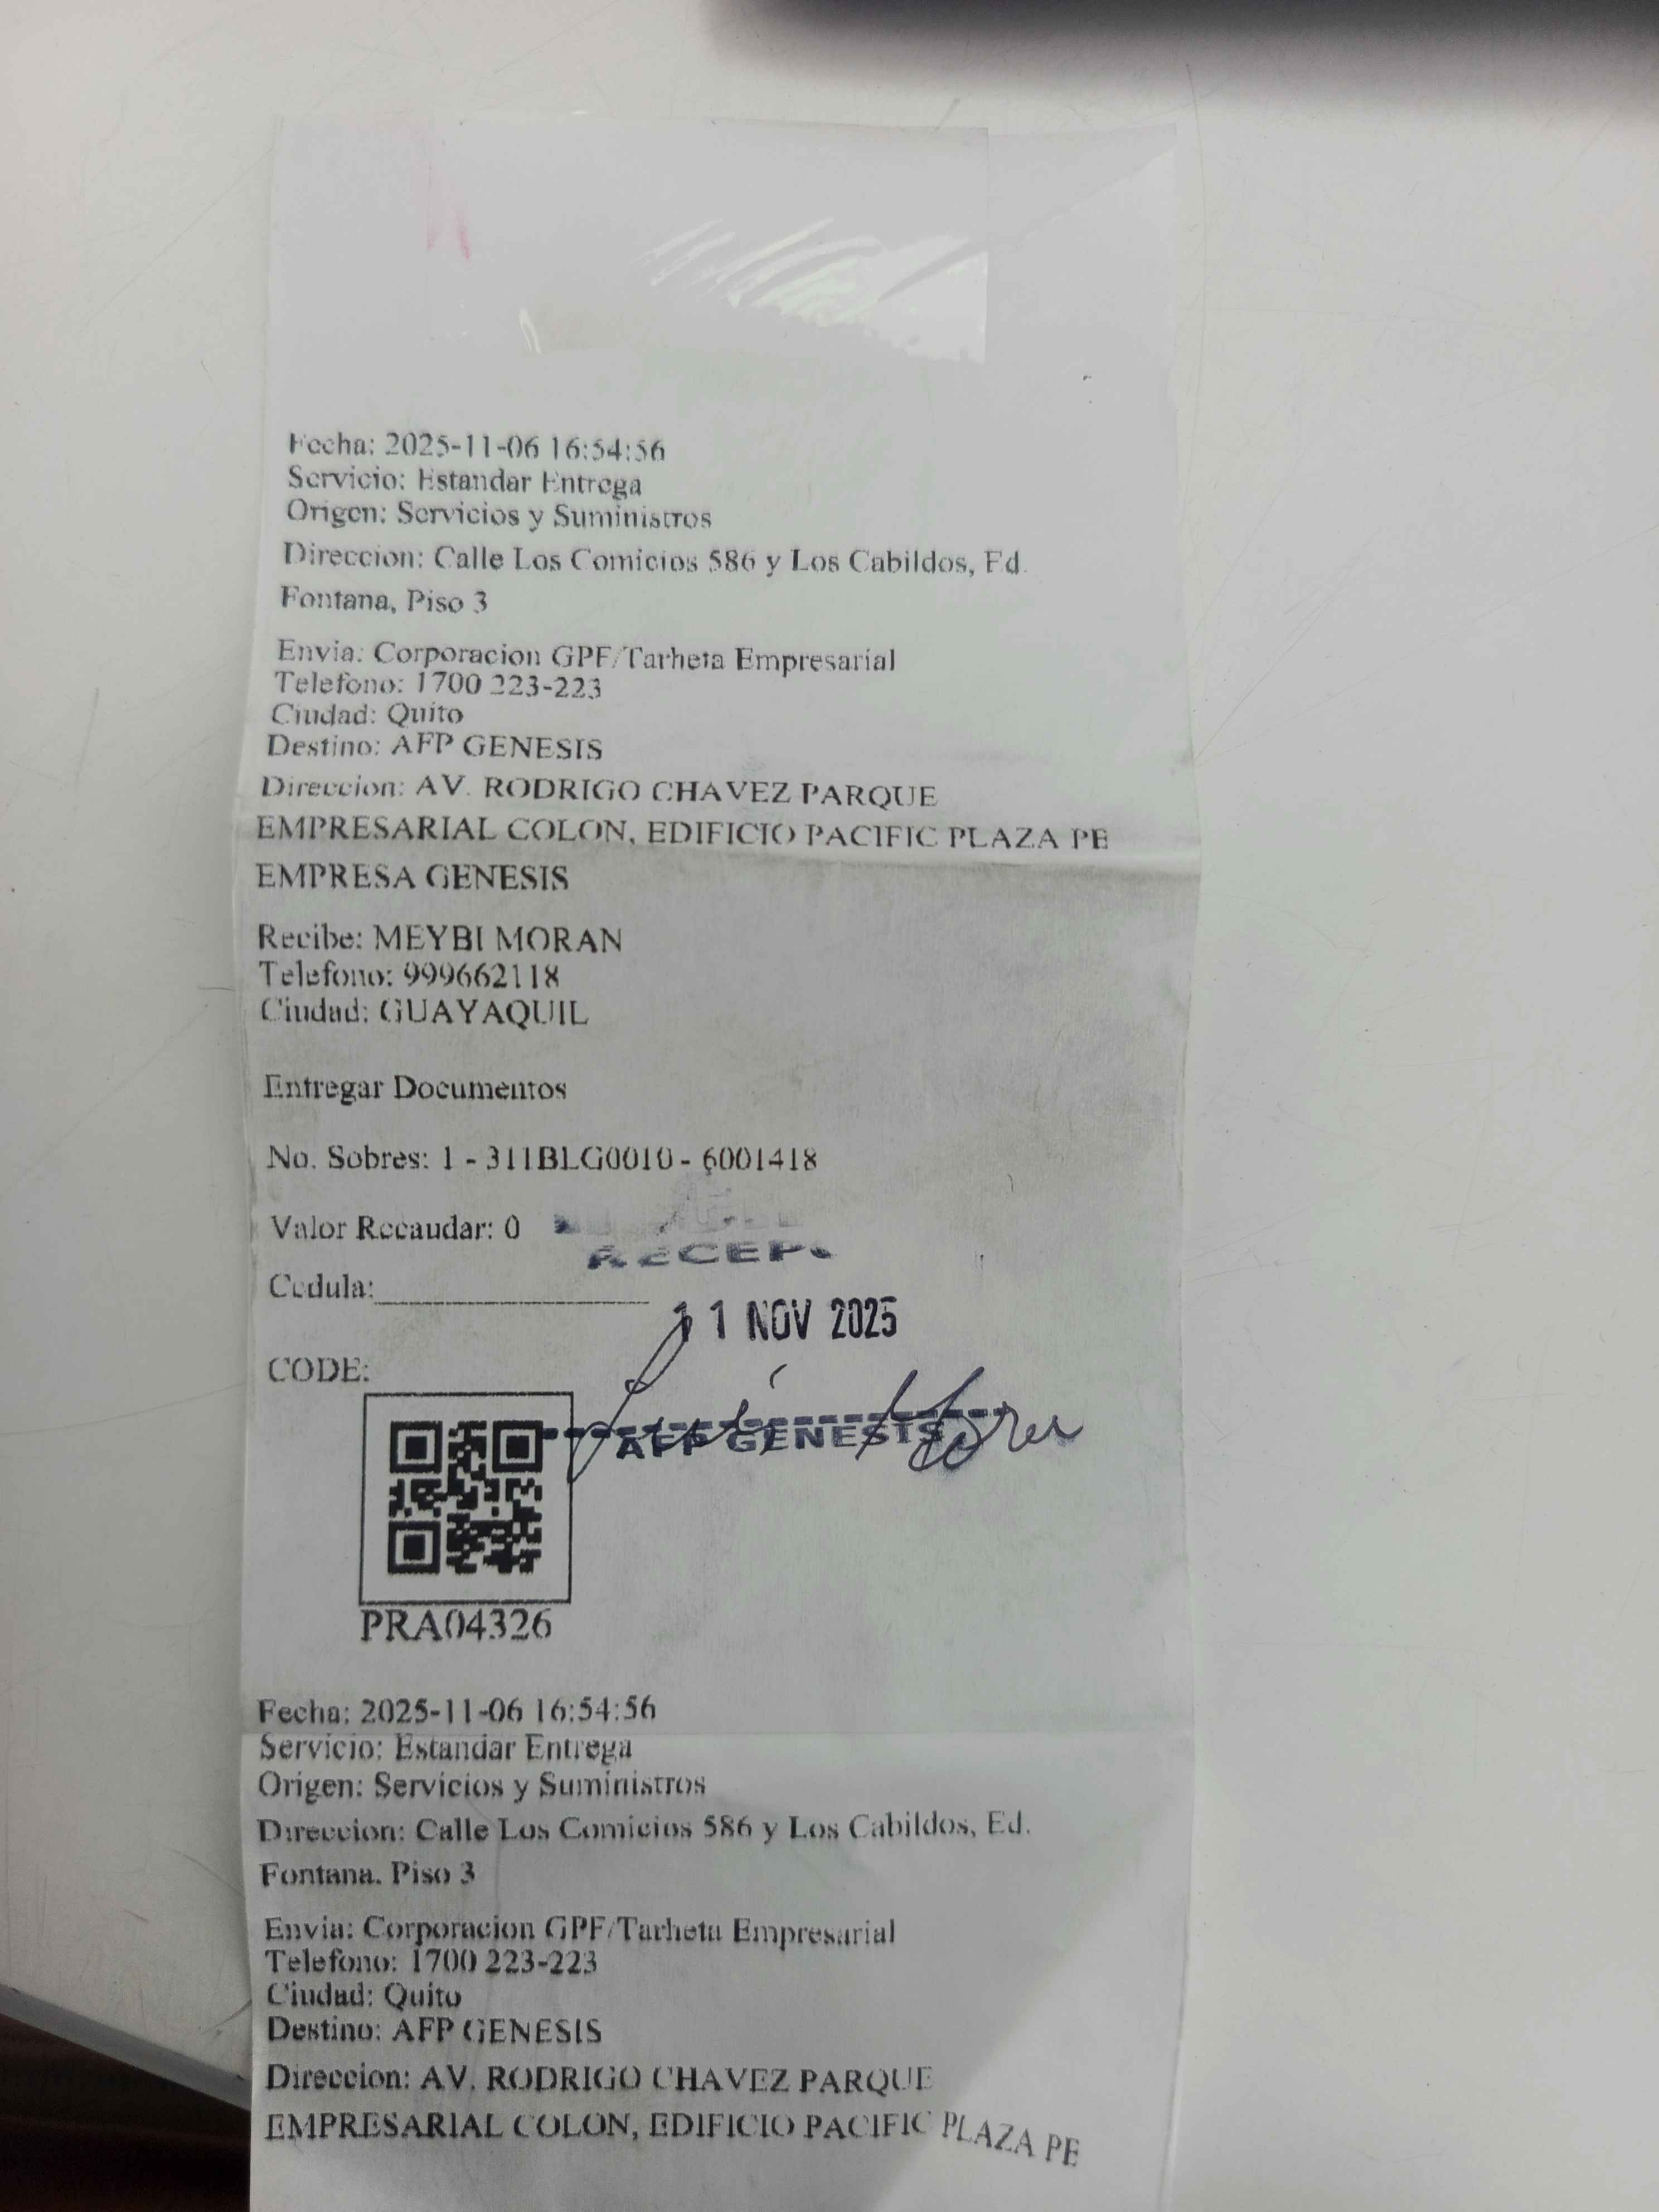 Fecha: 2025-11-06 16:54:56
Servicio: Estandar Entrega
Origen: Servicios y Suministros
Direccion: Calle Los Comicios 586 y Los Cabildos, Ed.
Fontana, Piso 3
Envia: Corporacion GPF/Tarheta Empresarial
Telefono: 1700 223-223
Ciudad: Quito
Destino: AFP GENESIS
Direccion: AV. RODRIGO CHAVEZ PARQUE
EMPRESARIAL COLON, EDIFICIO PACIFIC PLAZA PE
EMPRESA GENESIS
Recibe: MEYBI MORAN
Telefono: 999662118
Ciudad: GUAYAQUIL
Entregar Documentos
No. Sobres: 1 - 311BLG0010 - 6001418
Valor Recaudar: 0
Cedula:
11 NOV 2025
CODE:
AFP GENESIS
PRA04326
Fecha: 2025-11-06 16:54:56
Servicio: Estandar Entrega
Origen: Servicios y Suministros
Direccion: Calle Los Comicios 586 y Los Cabildos, Ed.
Fontana, Piso 3
Envia: Corporacion GPF/Tarheta Empresarial
Telefono: 1700 223-223
Ciudad: Quito
Destino: AFP GENESIS
Direccion: AV. RODRIGO CHAVEZ PARQUE
EMPRESARIAL COLON, EDIFICIO PACIFIC PLAZA PE